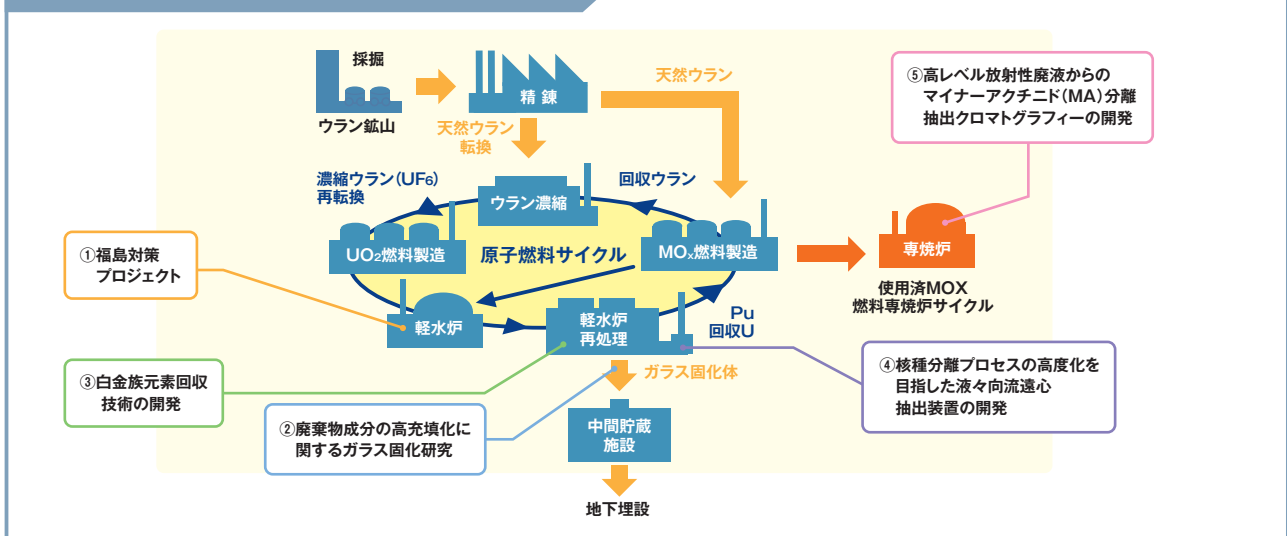 採掘
ウラン鉱山
精錬
天然ウラン
天然ウラン
転換
⑤高レベル放射性廃液からの
マイナーアクチニド（MA）分離
抽出クロマトグラフィーの開発
濃縮ウラン（UF₆）
再転換
ウラン濃縮
回収ウラン
UO₂燃料製造
原子燃料サイクル
MOₓ燃料製造
専焼炉
使用済MOX
燃料専焼炉サイクル
①福島対策
プロジェクト
軽水炉
軽水炉
再処理
Pu
回収U
③白金族元素回収
技術の開発
ガラス固化体
④核種分離プロセスの高度化を
目指した液々向流遠心
抽出装置の開発
②廃棄物成分の高充填化に
関するガラス固化研究
中間貯蔵
施設
地下埋設